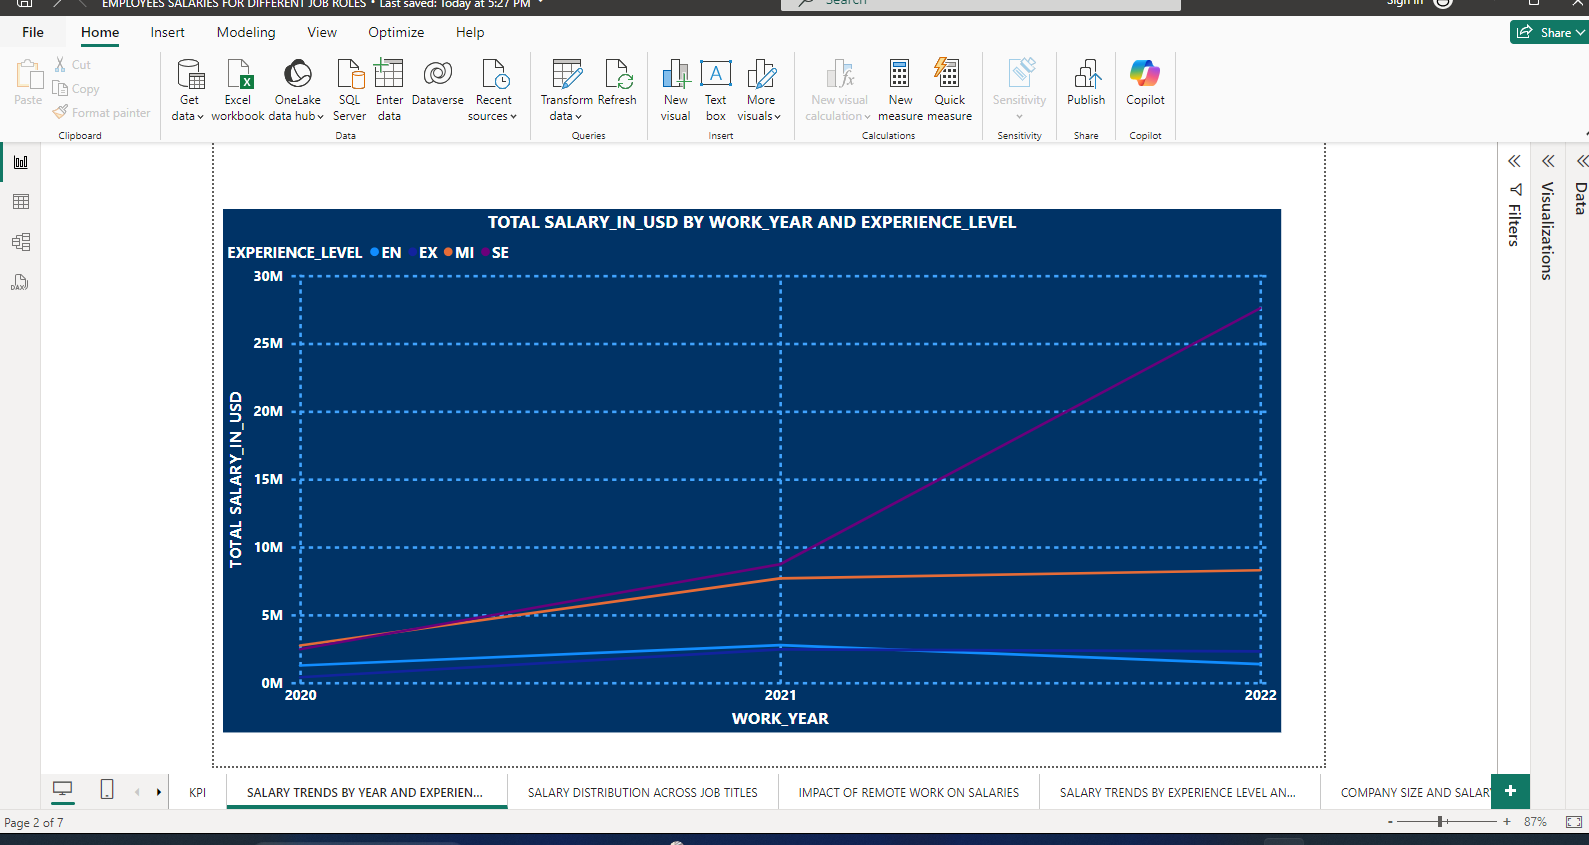 EMPLOYEES SALARIES FOR DIFFERENT JOB ROLES • Last saved: Today at 5:27 PM
Search
Sign in
File
Home
Insert
Modeling
View
Optimize
Help
Share
Paste
Cut
Copy
Format painter
Clipboard
Get data
Excel workbook
OneLake data hub
SQL Server
Enter data
Dataverse
Recent sources
Data
Transform data
Refresh
Queries
New visual
Text box
More visuals
Insert
New visual calculation
New measure
Quick measure
Calculations
Sensitivity
Sensitivity
Publish
Share
Copilot
Copilot
Filters
Visualizations
Data
TOTAL SALARY_IN_USD BY WORK_YEAR AND EXPERIENCE_LEVEL
EXPERIENCE_LEVEL EN EX MI SE
TOTAL SALARY_IN_USD
30M
25M
20M
15M
10M
5M
0M
2020 2021 2022
WORK_YEAR
KPI
SALARY TRENDS BY YEAR AND EXPERIEN...
SALARY DISTRIBUTION ACROSS JOB TITLES
IMPACT OF REMOTE WORK ON SALARIES
SALARY TRENDS BY EXPERIENCE LEVEL AN...
COMPANY SIZE AND SALAR
Page 2 of 7
- + 87%